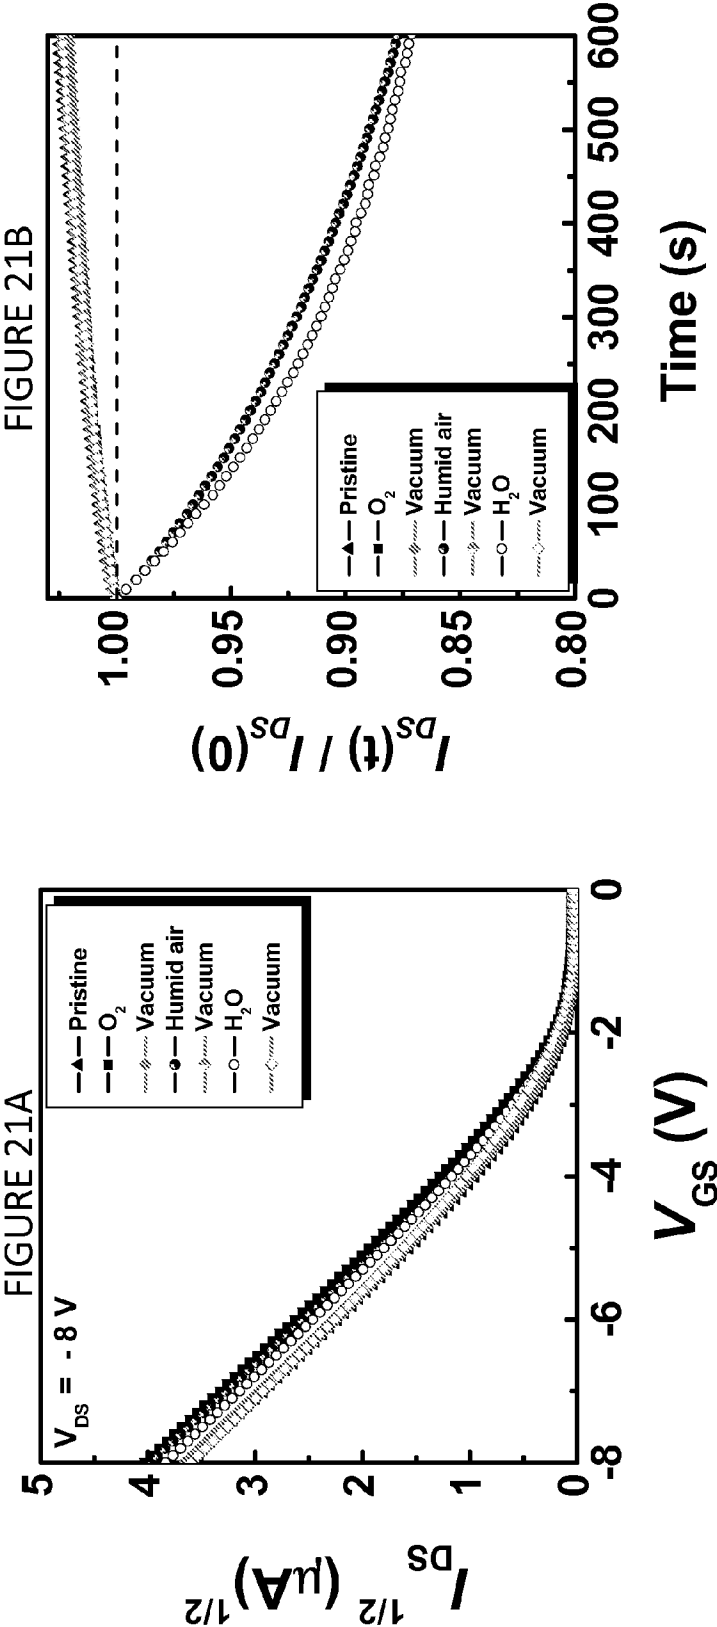 FIGURE 21A
V_DS = - 8 V
Pristine
O₂
Vacuum
Humid air
Vacuum
H₂O
Vacuum
5
4
3
2
1
0
-8
-6
-4
-2
0
I_DS^1/2 (μA)^1/2
V_GS (V)
FIGURE 21B
1.00
0.95
0.90
0.85
0.80
0
100
200
300
400
500
600
Pristine
O₂
Vacuum
Humid air
Vacuum
H₂O
Vacuum
I_DS(t) / I_DS(0)
Time (s)